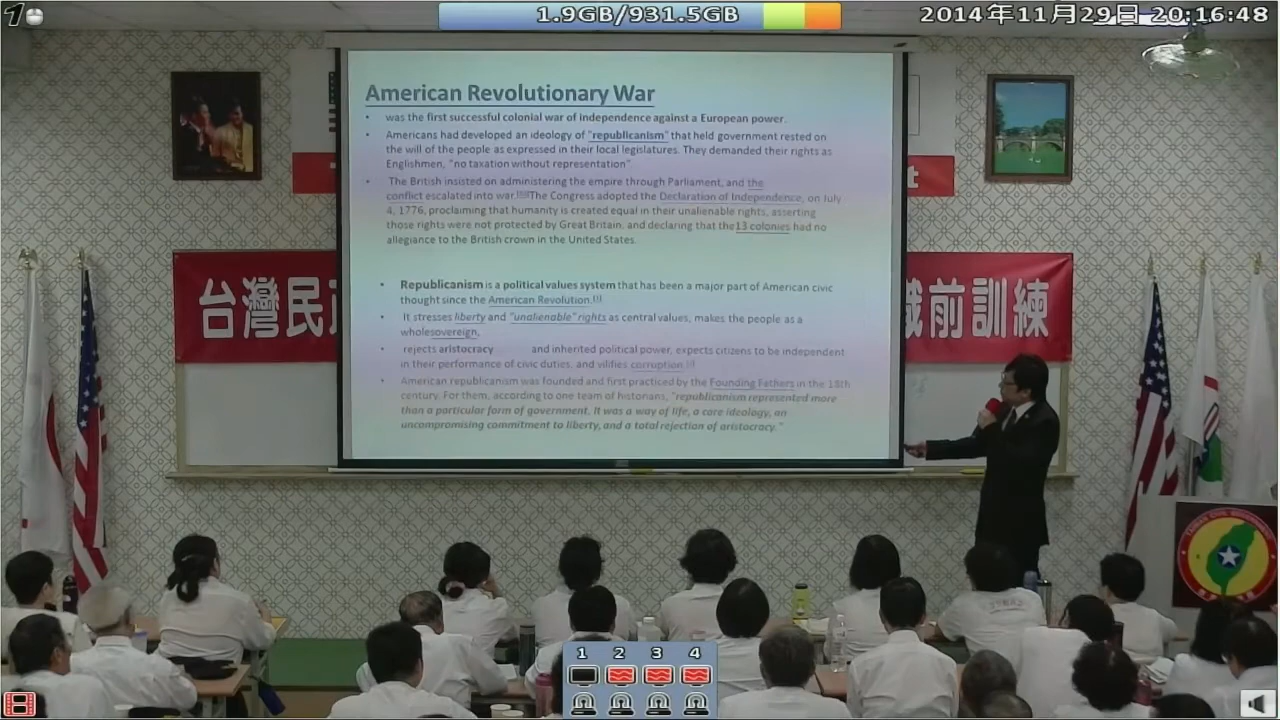 1.9GB/931.5GB
2014年11月29日 20:16:48
American Revolutionary War
• was the first successful colonial war of independence against a European power.
• Americans had developed an ideology of "republicanism" that held government rested on
the will of the people as expressed in their local legislatures. They demanded their rights as
Englishmen, "no taxation without representation"
• The British insisted on administering the empire through Parliament, and the
conflict escalated into war. The Congress adopted the Declaration of Independence, on July
4, 1776, proclaiming that humanity is created equal in their unalienable rights, asserting
those rights were not protected by Great Britain, and declaring that the 13 colonies had no
allegiance to the British crown in the United States.
• Republicanism is a political values system that has been a major part of American civic
thought since the American Revolution.[1]
• It stresses liberty and "unalienable" rights as central values, makes the people as a
wholesovereign,
• rejects aristocracy and inherited political power, expects citizens to be independent
in their performance of civic duties, and vilifies corruption.
• American republicanism was founded and first practiced by the Founding Fathers in the 18th
century. For them, according to one team of historians, "republicanism represented more
than a particular form of government. It was a way of life, a core ideology, an
uncompromising commitment to liberty, and a total rejection of aristocracy."
台灣民
職前訓練
t
1 2 3 4